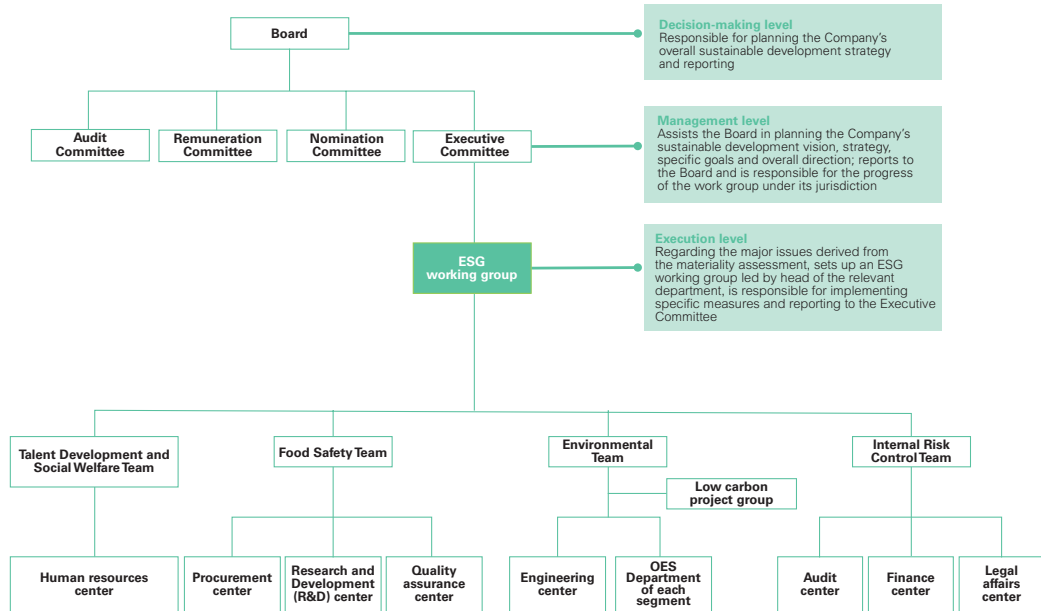 Board
Decision-making level
Responsible for planning the Company's
overall sustainable development strategy
and reporting
Audit
Committee
Remuneration
Committee
Nomination
Committee
Executive
Committee
Management level
Assists the Board in planning the Company's
sustainable development vision, strategy,
specific goals and overall direction; reports to
the Board and is responsible for the progress
of the work group under its jurisdiction
ESG
working group
Execution level
Regarding the major issues derived from
the materiality assessment, sets up an ESG
working group led by head of the relevant
department, is responsible for implementing
specific measures and reporting to the Executive
Committee
Talent Development and
Social Welfare Team
Food Safety Team
Environmental
Team
Internal Risk
Control Team
Low carbon
project group
Human resources
center
Procurement
center
Research and
Development
(R&D) center
Quality
assurance center
Engineering
center
OES
Department
of each
segment
Audit
center
Finance
center
Legal
affairs
center